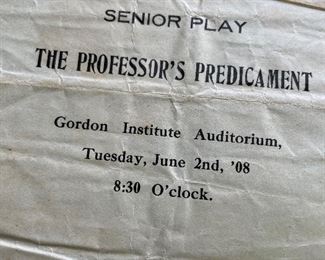 SENIOR PLAY
THE PROFESSOR'S PREDICAMENT
Gordon Institute Auditorium,
Tuesday, June 2nd, '08
8:30 O'clock.